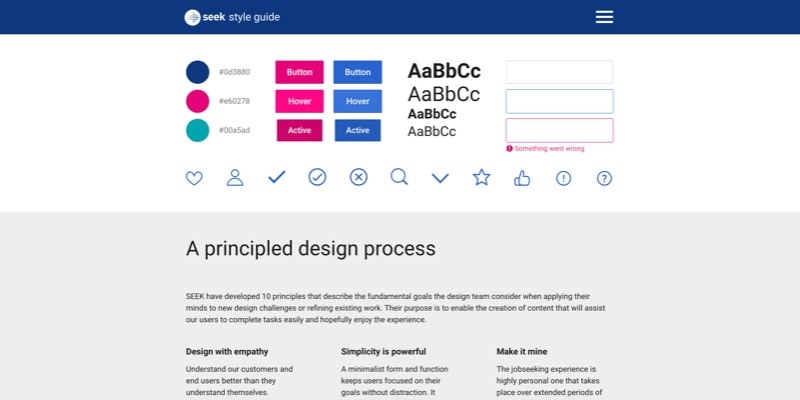 seek style guide
#0d3880
#e60278
#00a5ad
Button
Button
Hover
Hover
Active
Active
AaBbCc
AaBbCc
AaBbCc
AaBbCc
Something went wrong
A principled design process
SEEK have developed 10 principles that describe the fundamental goals the design team consider when applying their
minds to new design challenges or refining existing work. Their purpose is to enable the creation of content that will assist
our users to complete tasks easily and hopefully enjoy the experience.
Design with empathy
Understand our customers and
end users better than they
understand themselves.
Simplicity is powerful
A minimalist form and function
keeps users focused on their
goals without distraction. It
Make it mine
The jobseeking experience is
highly personal one that takes
place over extended periods of